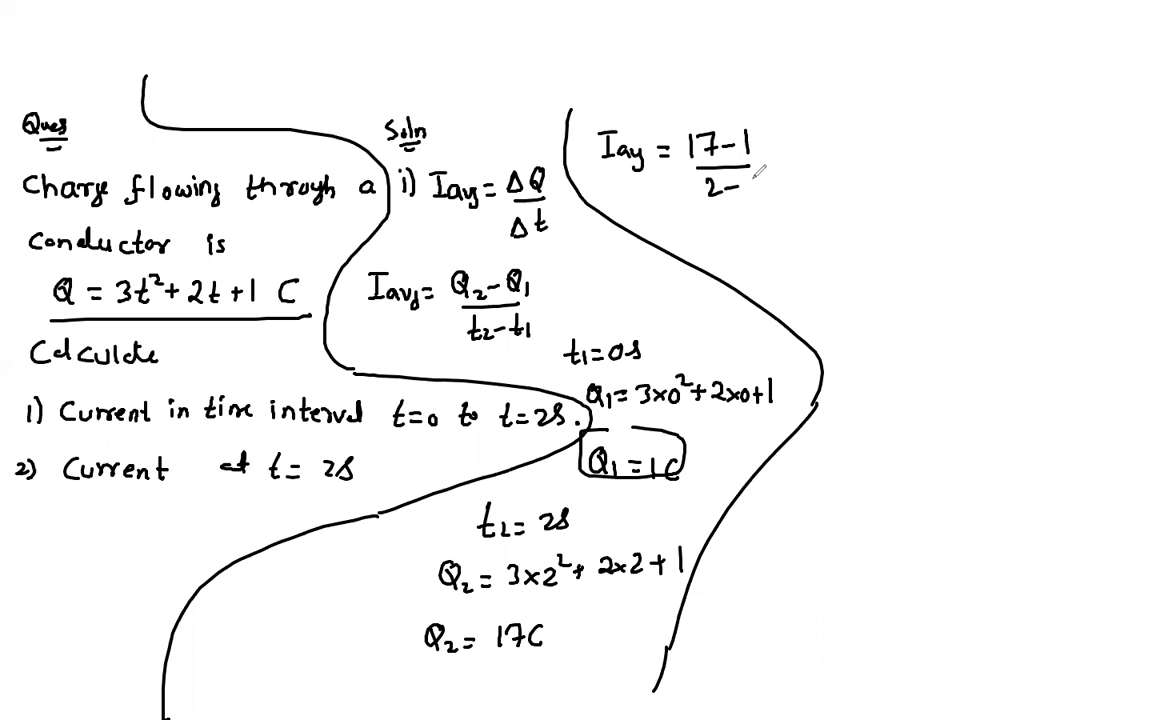 Ques
Charge flowing through a
conductor is
Q = 3t²+2t+1 C
Calculate
1) Current in time interval t=0 to t=2s.
2) Current at t= 2s
Soln
i) Iav = ΔQ/Δt
Iavg = Q₂-Q₁/t₂-t₁
t₁=0s
Q₁=3×0²+2×0+1
Q₁=1C
t₂=2s
Q₂ = 3×2²+2×2+1
Q₂ = 17C
Iav = 17-1/2-